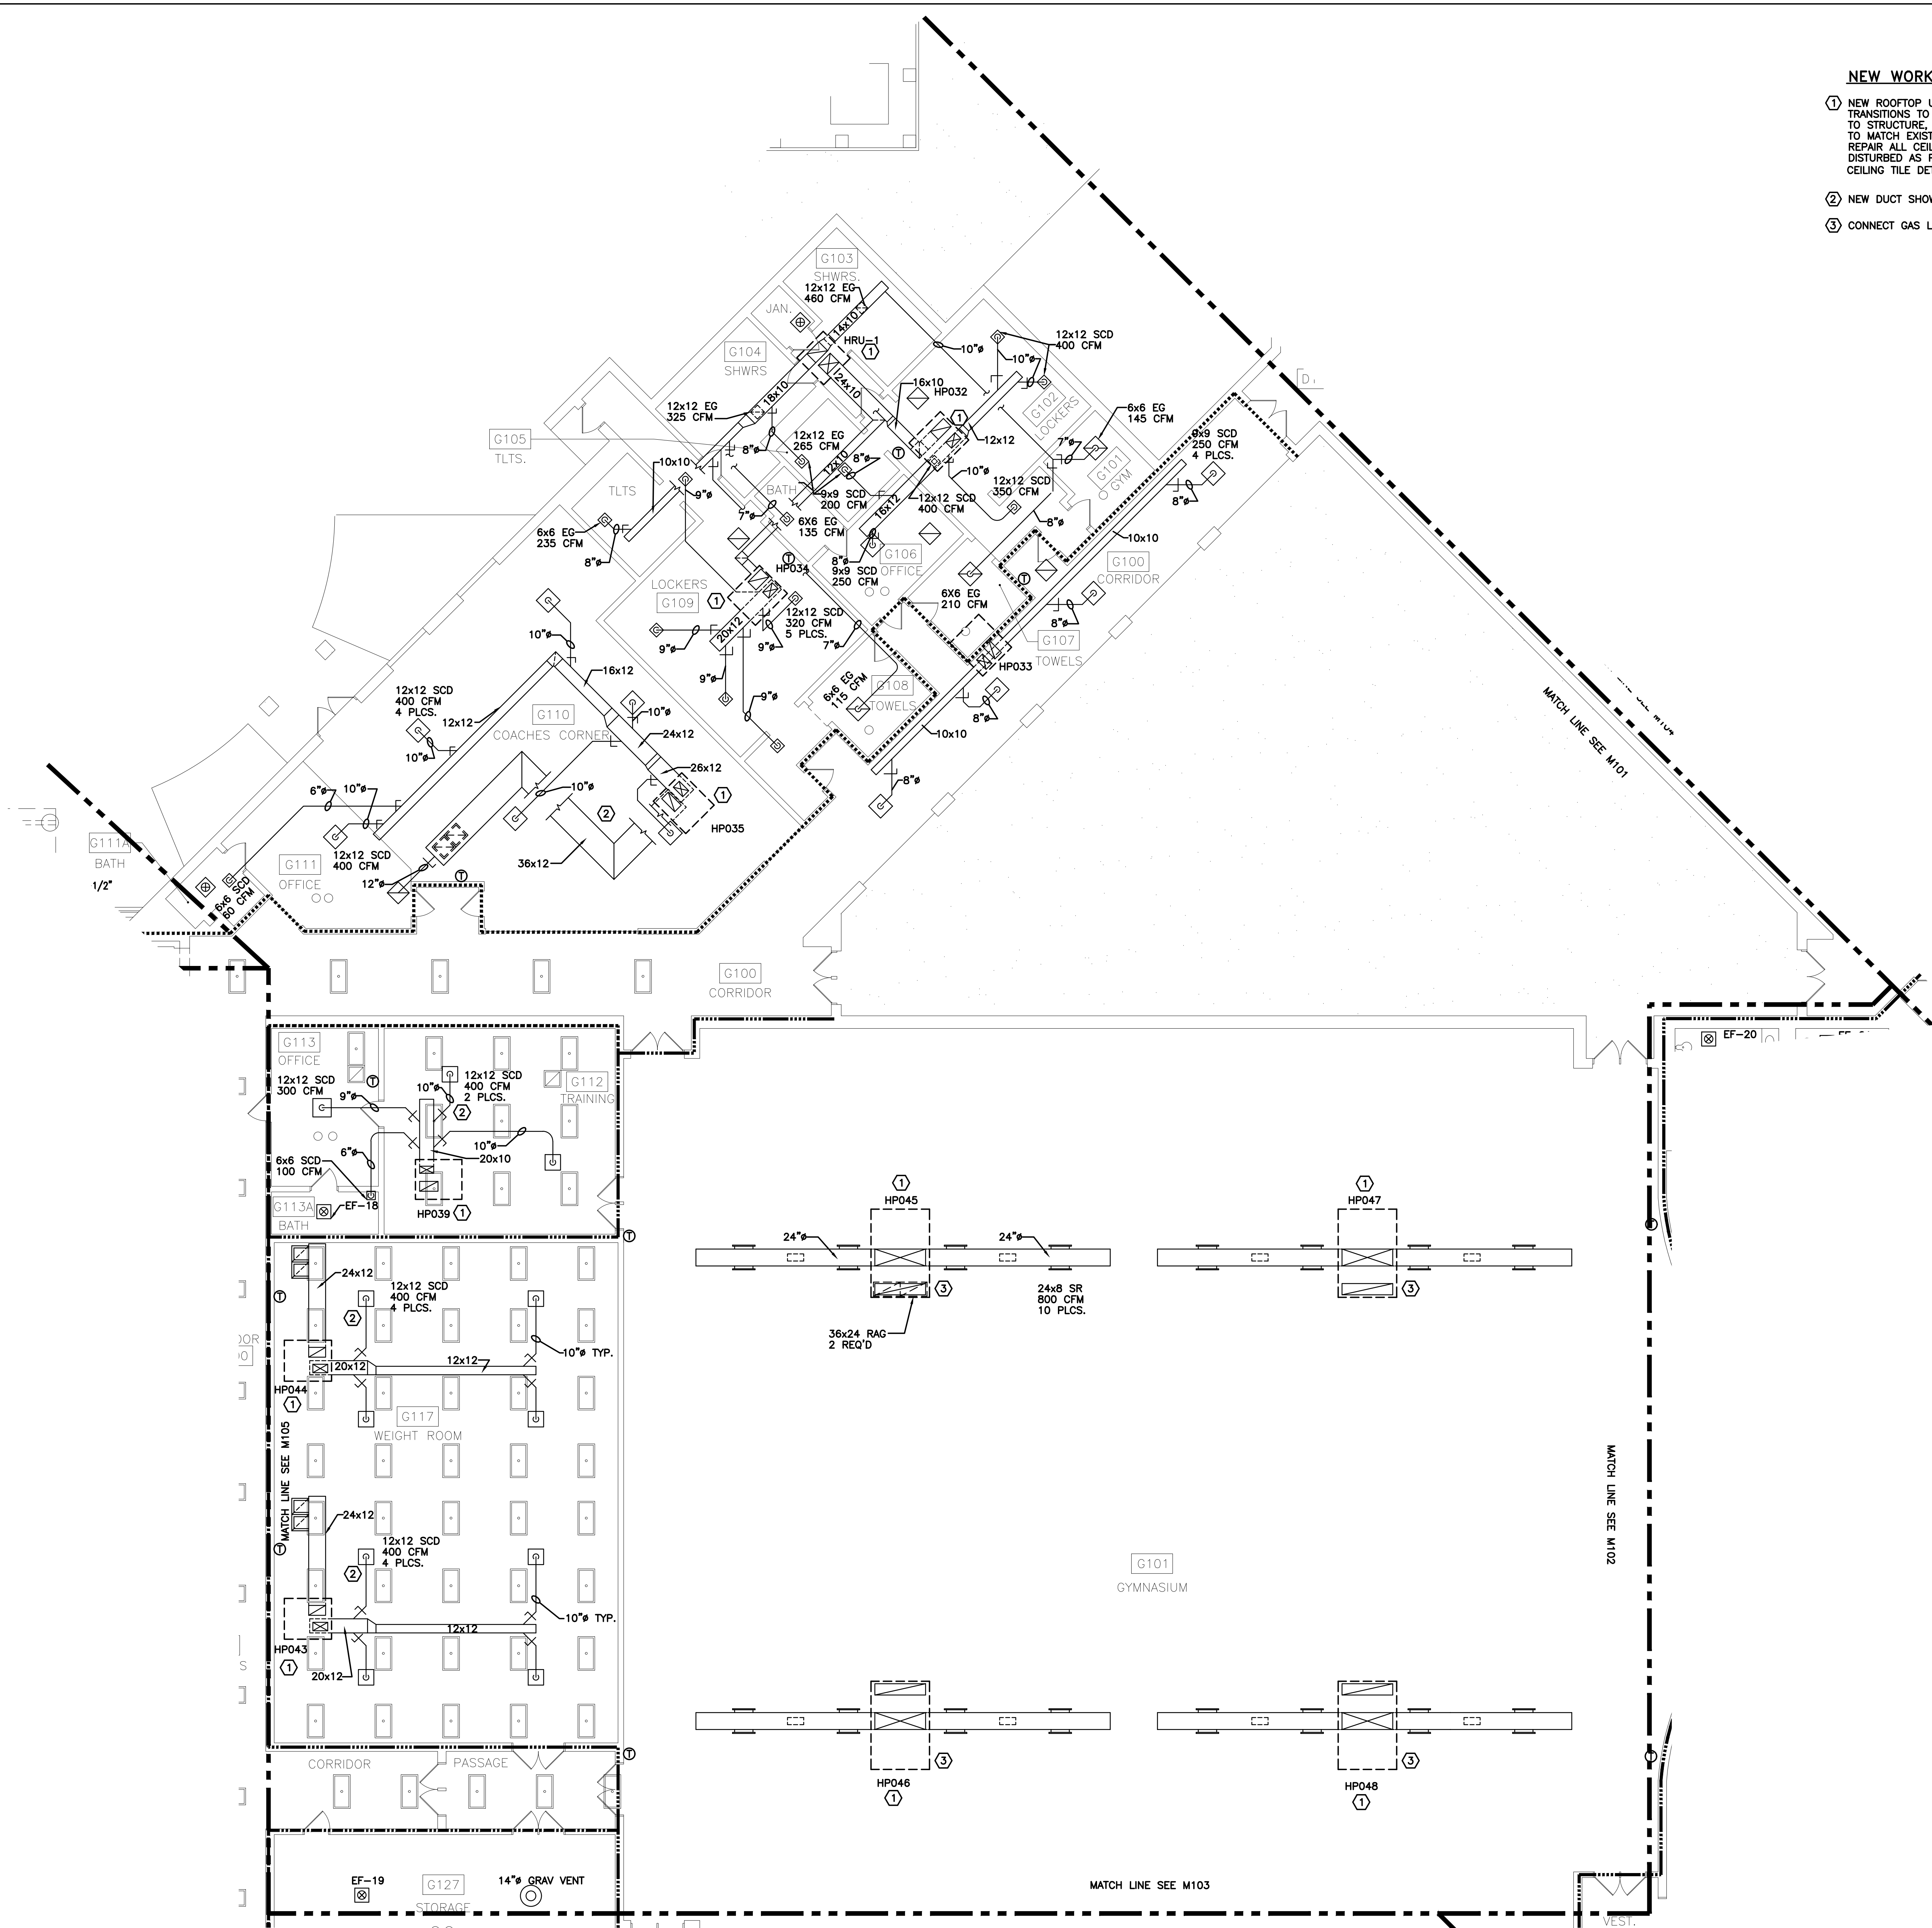 NEW WORK
1 NEW ROOFTOP U
TRANSITIONS TO
TO STRUCTURE,
TO MATCH EXIST
REPAIR ALL CEIL
DISTURBED AS
CEILING TILE DET
2 NEW DUCT SHOW
3 CONNECT GAS L
G103
SHWRS.
12x12 EG
460 CFM
JAN.
14x10
HRU-1
1
G104
SHWRS
24x10
18x10
10"ø
10"ø
12x12 SCD
400 CFM
16x10
HP032
1
12x12
G102
LOCKERS
6x6 EG
145 CFM
12x12 EG
325 CFM
G105
TLTS.
8"ø
12x12 EG
265 CFM
12x10
8"ø
7"ø
G101
GYM
9x9 SCD
250 CFM
4 PLCS.
8"ø
10x10
TLTS
9"ø
BATH
9x9 SCD
200 CFM
10"ø
12x12 SCD
350 CFM
12x12 SCD
400 CFM
16x12
7"ø
6X6 EG
135 CFM
8"ø
6x6 EG
235 CFM
8"ø
10x10
G100
CORRIDOR
G106
OFFICE
8"ø
9x9 SCD
250 CFM
HP034
LOCKERS
G109
1
20x12
12x12 SCD
320 CFM
5 PLCS.
6X6 EG
210 CFM
8"ø
G107
TOWELS
HP033
9"ø
9"ø
7"ø
9"ø
9"ø
6x6 EG
115 CFM
G108
TOWELS
8"ø
10x10
8"ø
10"ø
16x12
12x12 SCD
400 CFM
4 PLCS.
12x12
10"ø
G110
COACHES CORNER
10"ø
24x12
26x12
10"ø
2
1
HP035
36x12
6"ø
10"ø
12x12 SCD
400 CFM
12"ø
G111A
BATH
1/2"
G111
OFFICE
6x6 SCD
60 CFM
T
D
MATCH LINE SEE M101
G100
CORRIDOR
EF-20
G113
OFFICE
12x12 SCD
300 CFM
9"ø
T
10"ø
12x12 SCD
400 CFM
2 PLCS.
2
G112
TRAINING
6"ø
10"ø
20x10
6x6 SCD
100 CFM
G113A
BATH
EF-18
HP039
1
T
24x12
12x12 SCD
400 CFM
4 PLCS.
2
T
10"ø TYP.
20x12
12x12
HP044
1
G117
WEIGHT ROOM
MATCH LINE SEE M105
24x12
12x12 SCD
400 CFM
4 PLCS.
2
T
10"ø TYP.
12x12
HP043
1
20x12
T
CORRIDOR
PASSAGE
EF-19
G127
STORAGE
14"ø GRAV VENT
1
HP045
24"ø
24"ø
3
24x8 SR
800 CFM
10 PLCS.
36x24 RAG
2 REQ'D
1
HP047
3
T
MATCH LINE SEE M102
G101
GYMNASIUM
3
HP046
1
3
HP048
1
T
MATCH LINE SEE M103
VEST.